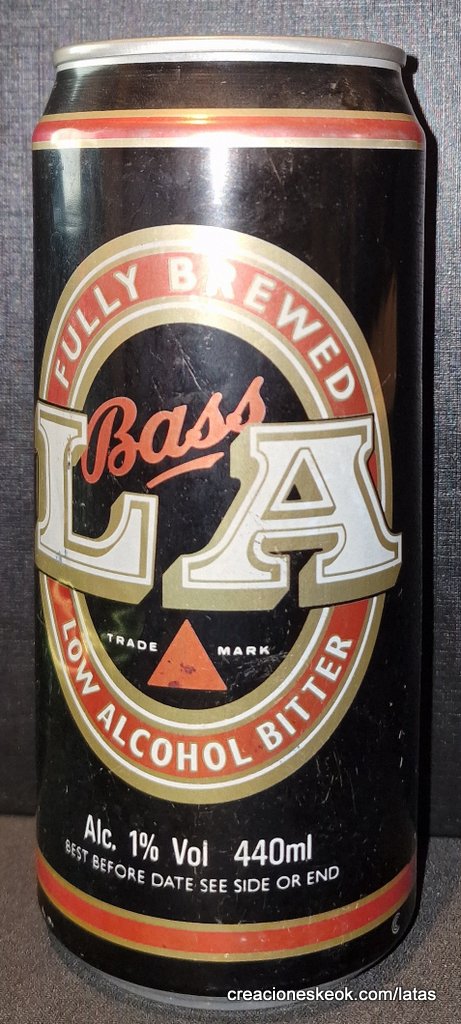 FULLY BREWED
Bass
LA
TRADE MARK
LOW ALCOHOL BITTER
Alc. 1% Vol 440ml
BEST BEFORE DATE SEE SIDE OR END
creacioneskeok.com/latas